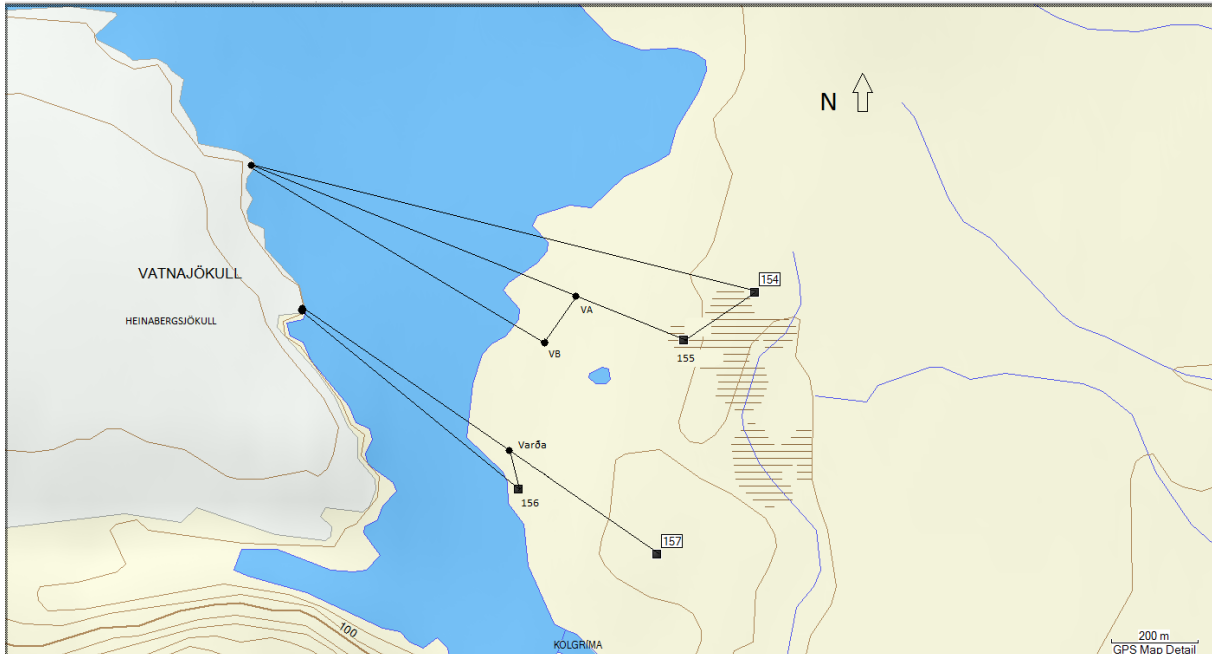 N
VATNAJÖKULL
154
VA
HEINABERGSJÖKULL
VB
155
Varða
156
157
100
KOLGRÍMA
200 m
GPS Map Detail